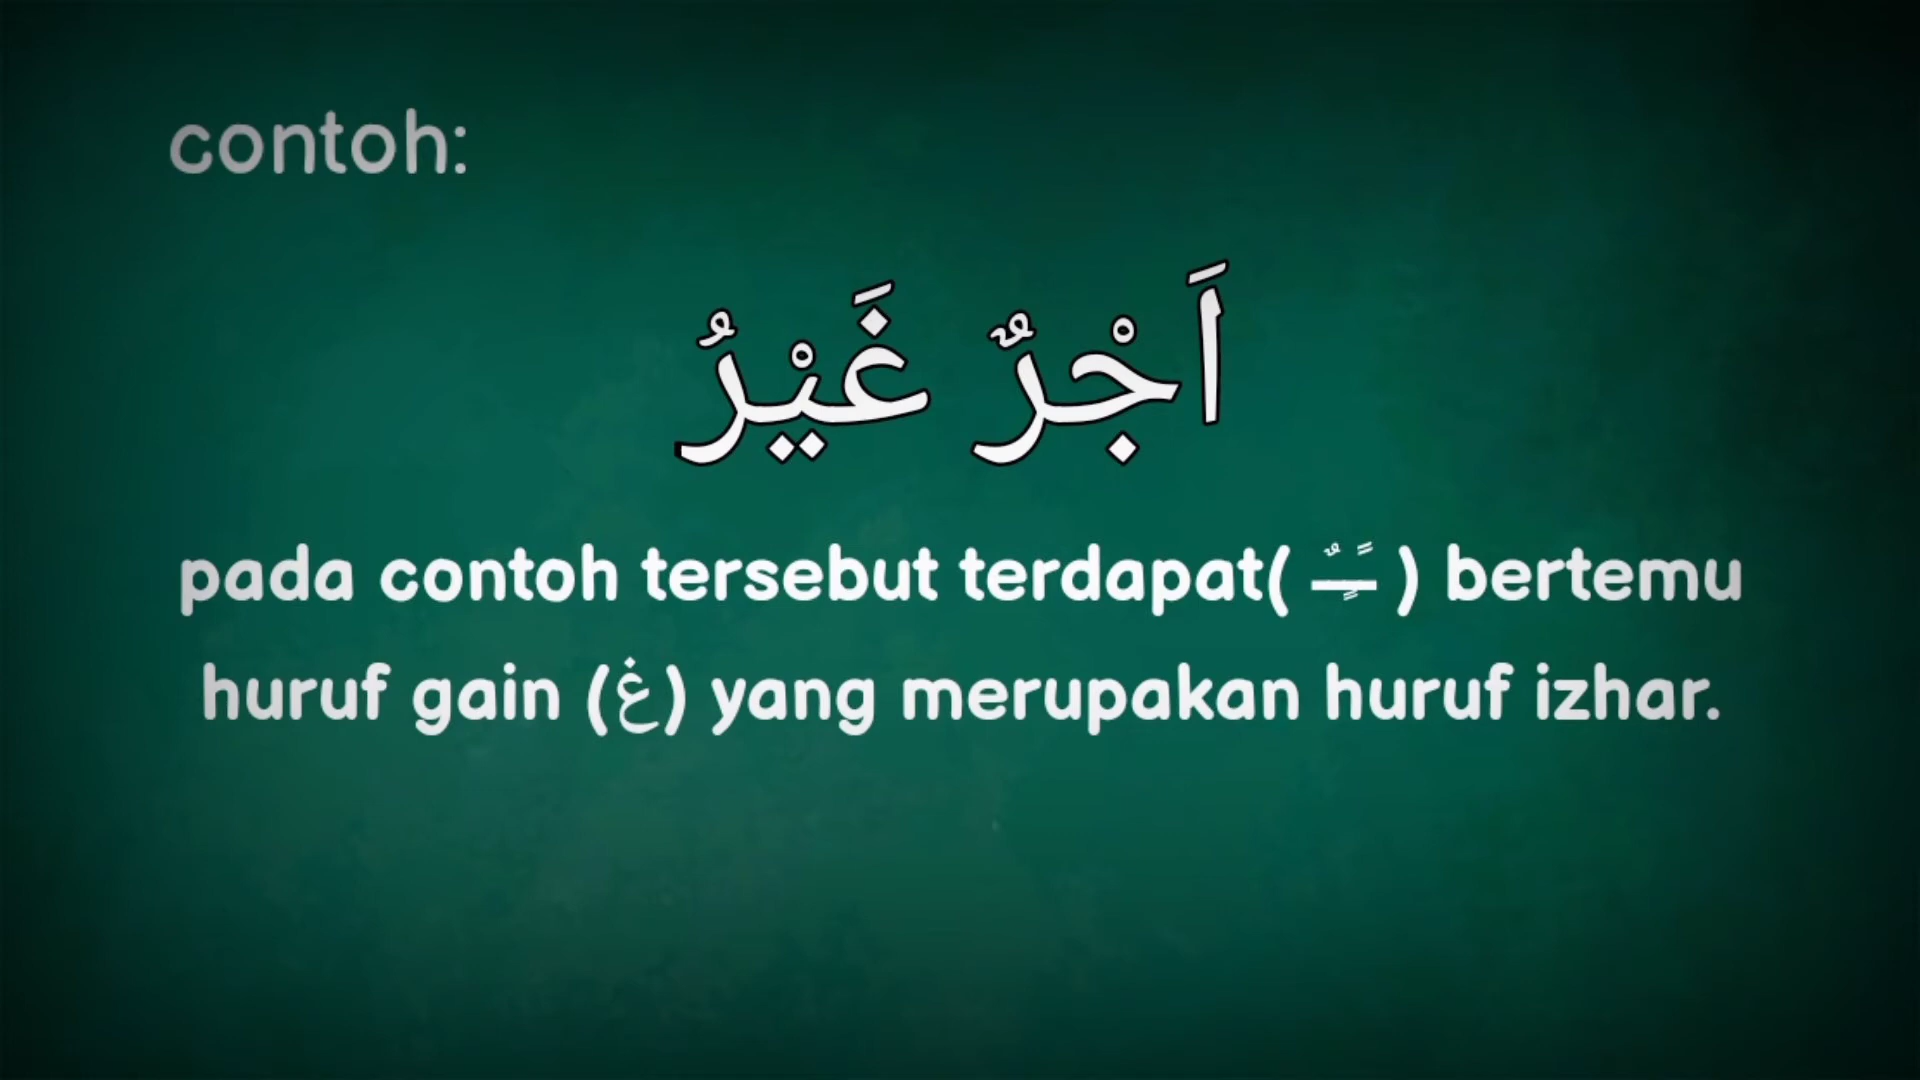 contoh:
اَجْرٌ غَيْرُ
pada contoh tersebut terdapat( ـًـٍـٌ ) bertemu
huruf gain (غ) yang merupakan huruf izhar.